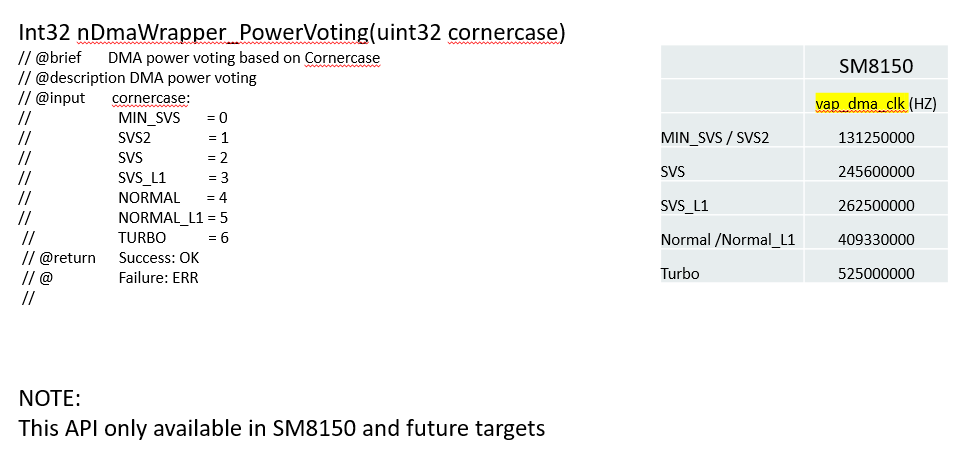 Int32 nDmaWrapper_PowerVoting(uint32 cornercase)
// @brief DMA power voting based on Cornercase
// @description DMA power voting
// @input cornercase:
// MIN_SVS = 0
// SVS2 = 1
// SVS = 2
// SVS_L1 = 3
// NORMAL = 4
// NORMAL_L1 = 5
// TURBO = 6
// @return Success: OK
// @ Failure: ERR
//
SM8150
vap_dma_clk (HZ)
MIN_SVS / SVS2 131250000
SVS 245600000
SVS_L1 262500000
Normal /Normal_L1 409330000
Turbo 525000000
NOTE:
This API only available in SM8150 and future targets